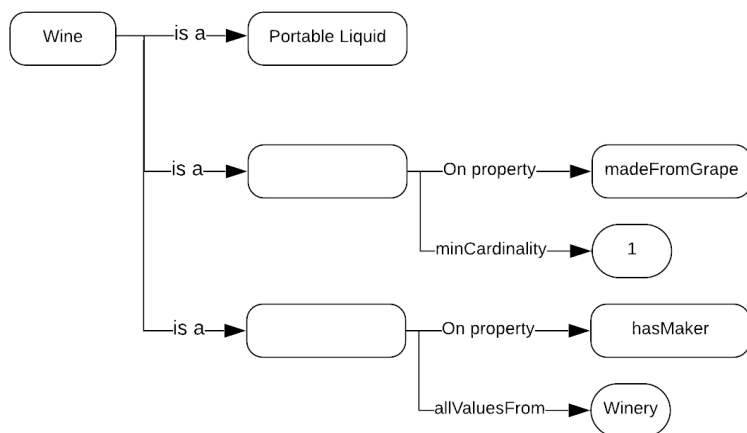 Wine
is a
Portable Liquid
is a
On property
madeFromGrape
minCardinality
1
is a
On property
hasMaker
allValuesFrom
Winery